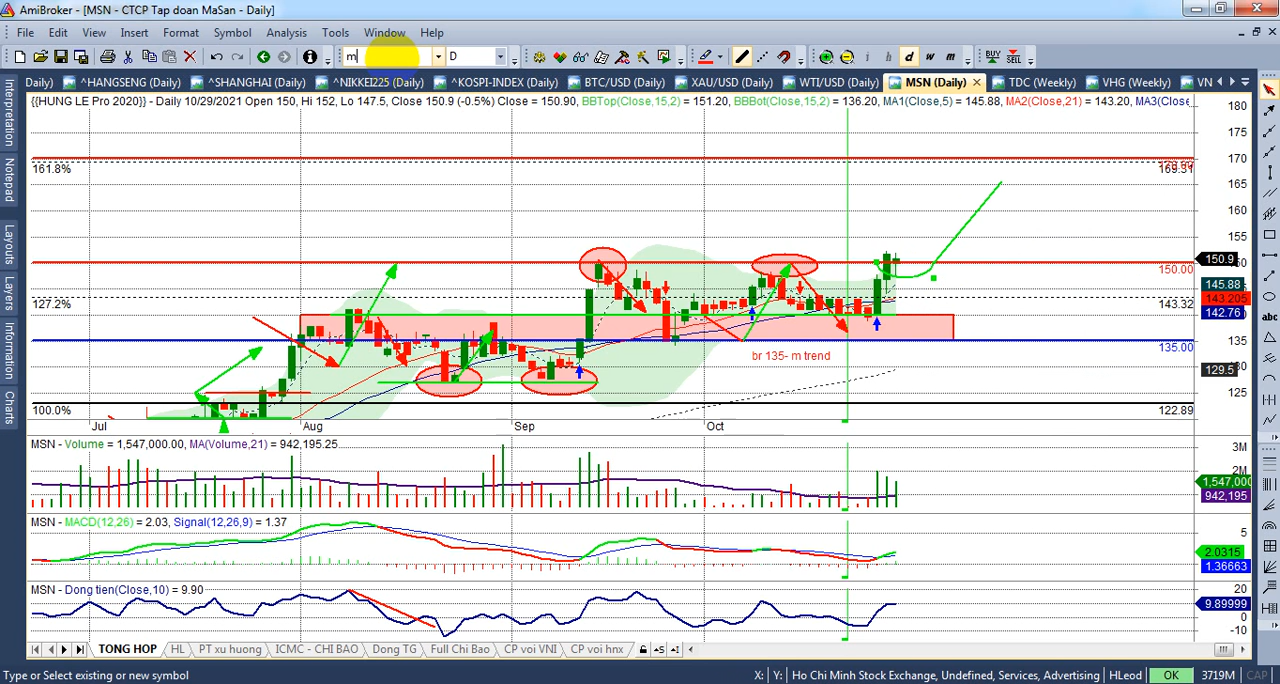 AmiBroker - [MSN - CTCP Tap doan MaSan - Daily]
File Edit View Insert Format Symbol Analysis Tools Window Help
m D i h d w m BUY SELL
Daily) ^HANGSENG (Daily) ^SHANGHAI (Daily) ^NIKKEI225 (Daily) ^KOSPI-INDEX (Daily) BTC/USD (Daily) XAU/USD (Daily) WTI/USD (Daily) MSN (Daily) TDC (Weekly) VHG (Weekly) VN
{{HUNG LE Pro 2020}} - Daily 10/29/2021 Open 150, Hi 152, Lo 147.5, Close 150.9 (-0.5%) Close = 150.90, BBTop(Close,15,2) = 151.20, BBBot(Close,15,2) = 136.20, MA1(Close,5) = 145.88, MA2(Close,21) = 143.20, MA3(Close
Interpretation
Notepad
Layouts
Layers
Information
Charts
abc
180
175
170
161.8% 169.31
165
160
155
150.9
150.00
145.88
127.2% 143.32 143.205
142.76
br 135- m trend
135.00 135
130
129.5
125
100.0% 122.89
Jul Aug Sep Oct
MSN - Volume = 1,547,000.00, MA(Volume,21) = 942,195.25
3M
2M
1,547,000
942,195
MSN - MACD(12,26) = 2.03, Signal(12,26,9) = 1.37
5
2.0315
1.36663
MSN - Dong tien(Close,10) = 9.90
20
9.89999
0
-10
TONG HOP HL PT xu huong ICMC - CHI BAO Dong TG Full Chi Bao CP voi VNI CP voi hnx
Type or Select existing or new symbol X: Y: Ho Chi Minh Stock Exchange, Undefined, Services, Advertising HLeod OK 3719M CAP